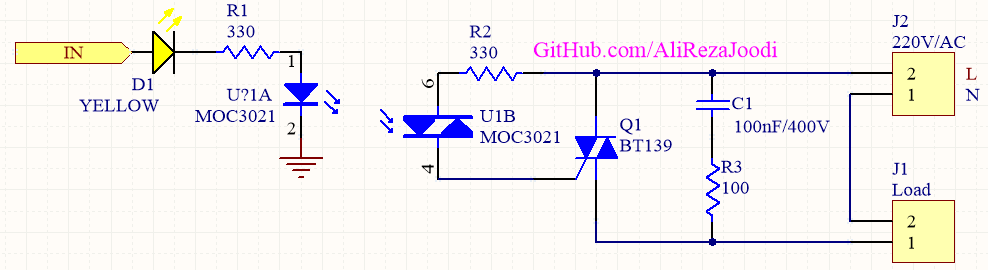 IN
D1
YELLOW
R1
330
1
U?1A
MOC3021
2
R2
330
6
U1B
MOC3021
4
GitHub.com/AliRezaJoodi
Q1
BT139
C1
100nF/400V
R3
100
J2
220V/AC
2 L
1 N
J1
Load
2
1